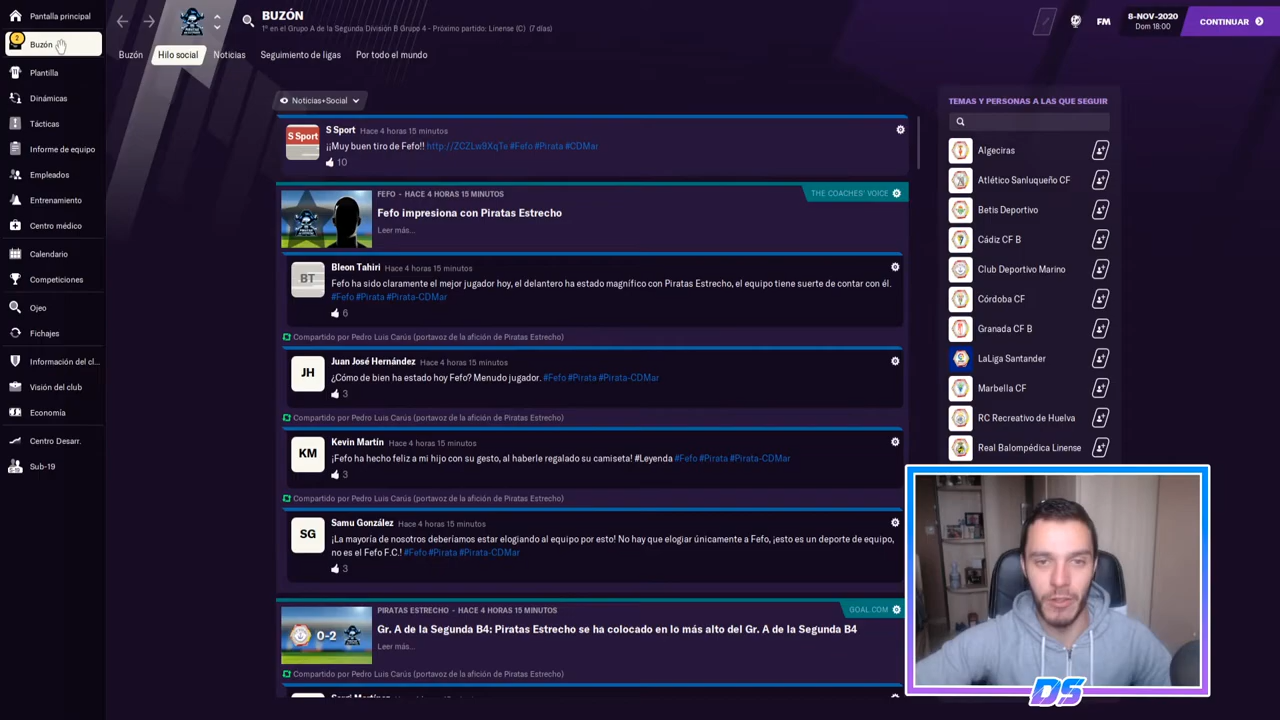 Pantalla principal
2
Buzón
Plantilla
Dinámicas
Tácticas
Informe de equipo
Empleados
Entrenamiento
Centro médico
Calendario
Competiciones
Ojeo
Fichajes
Información del cl...
Visión del club
Economía
Centro Desarr.
Sub-19
BUZÓN
1º en el Grupo A de la Segunda División B Grupo 4 - Próximo partido: Linense (C) (7 días)
FM
8-NOV-2020
Dom 18:00
CONTINUAR
Buzón
Hilo social
Noticias
Seguimiento de ligas
Por todo el mundo
Noticias+Social
S Sport
S Sport Hace 4 horas 15 minutos
¡¡Muy buen tiro de Fefo!! http://ZCZLw9XqTe #Fefo #Pirata #CDMar
10
FEFO - HACE 4 HORAS 15 MINUTOS
THE COACHES' VOICE
Fefo impresiona con Piratas Estrecho
Leer más...
BT
Bleon Tahiri Hace 4 horas 15 minutos
Fefo ha sido claramente el mejor jugador hoy, el delantero ha estado magnífico con Piratas Estrecho, el equipo tiene suerte de contar con él.
#Fefo #Pirata #Pirata-CDMar
6
Compartido por Pedro Luis Carús (portavoz de la afición de Piratas Estrecho)
JH
Juan José Hernández Hace 4 horas 15 minutos
¿Cómo de bien ha estado hoy Fefo? Menudo jugador. #Fefo #Pirata #Pirata-CDMar
3
Compartido por Pedro Luis Carús (portavoz de la afición de Piratas Estrecho)
KM
Kevin Martín Hace 4 horas 15 minutos
¡Fefo ha hecho feliz a mi hijo con su gesto, al haberle regalado su camiseta! #Leyenda #Fefo #Pirata #Pirata-CDMar
3
Compartido por Pedro Luis Carús (portavoz de la afición de Piratas Estrecho)
SG
Samu González Hace 4 horas 15 minutos
¡La mayoría de nosotros deberíamos estar elogiando al equipo por esto! No hay que elogiar únicamente a Fefo, ¡esto es un deporte de equipo,
no es el Fefo F.C.! #Fefo #Pirata #Pirata-CDMar
3
PIRATAS ESTRECHO - HACE 4 HORAS 15 MINUTOS
GOAL.COM
0-2
Gr. A de la Segunda B4: Piratas Estrecho se ha colocado en lo más alto del Gr. A de la Segunda B4
Leer más...
Compartido por Pedro Luis Carús (portavoz de la afición de Piratas Estrecho)
TEMAS Y PERSONAS A LAS QUE SEGUIR
Algeciras
Atlético Sanluqueño CF
Betis Deportivo
Cádiz CF B
Club Deportivo Marino
Córdoba CF
Granada CF B
LaLiga Santander
Marbella CF
RC Recreativo de Huelva
Real Balompédica Linense
DS